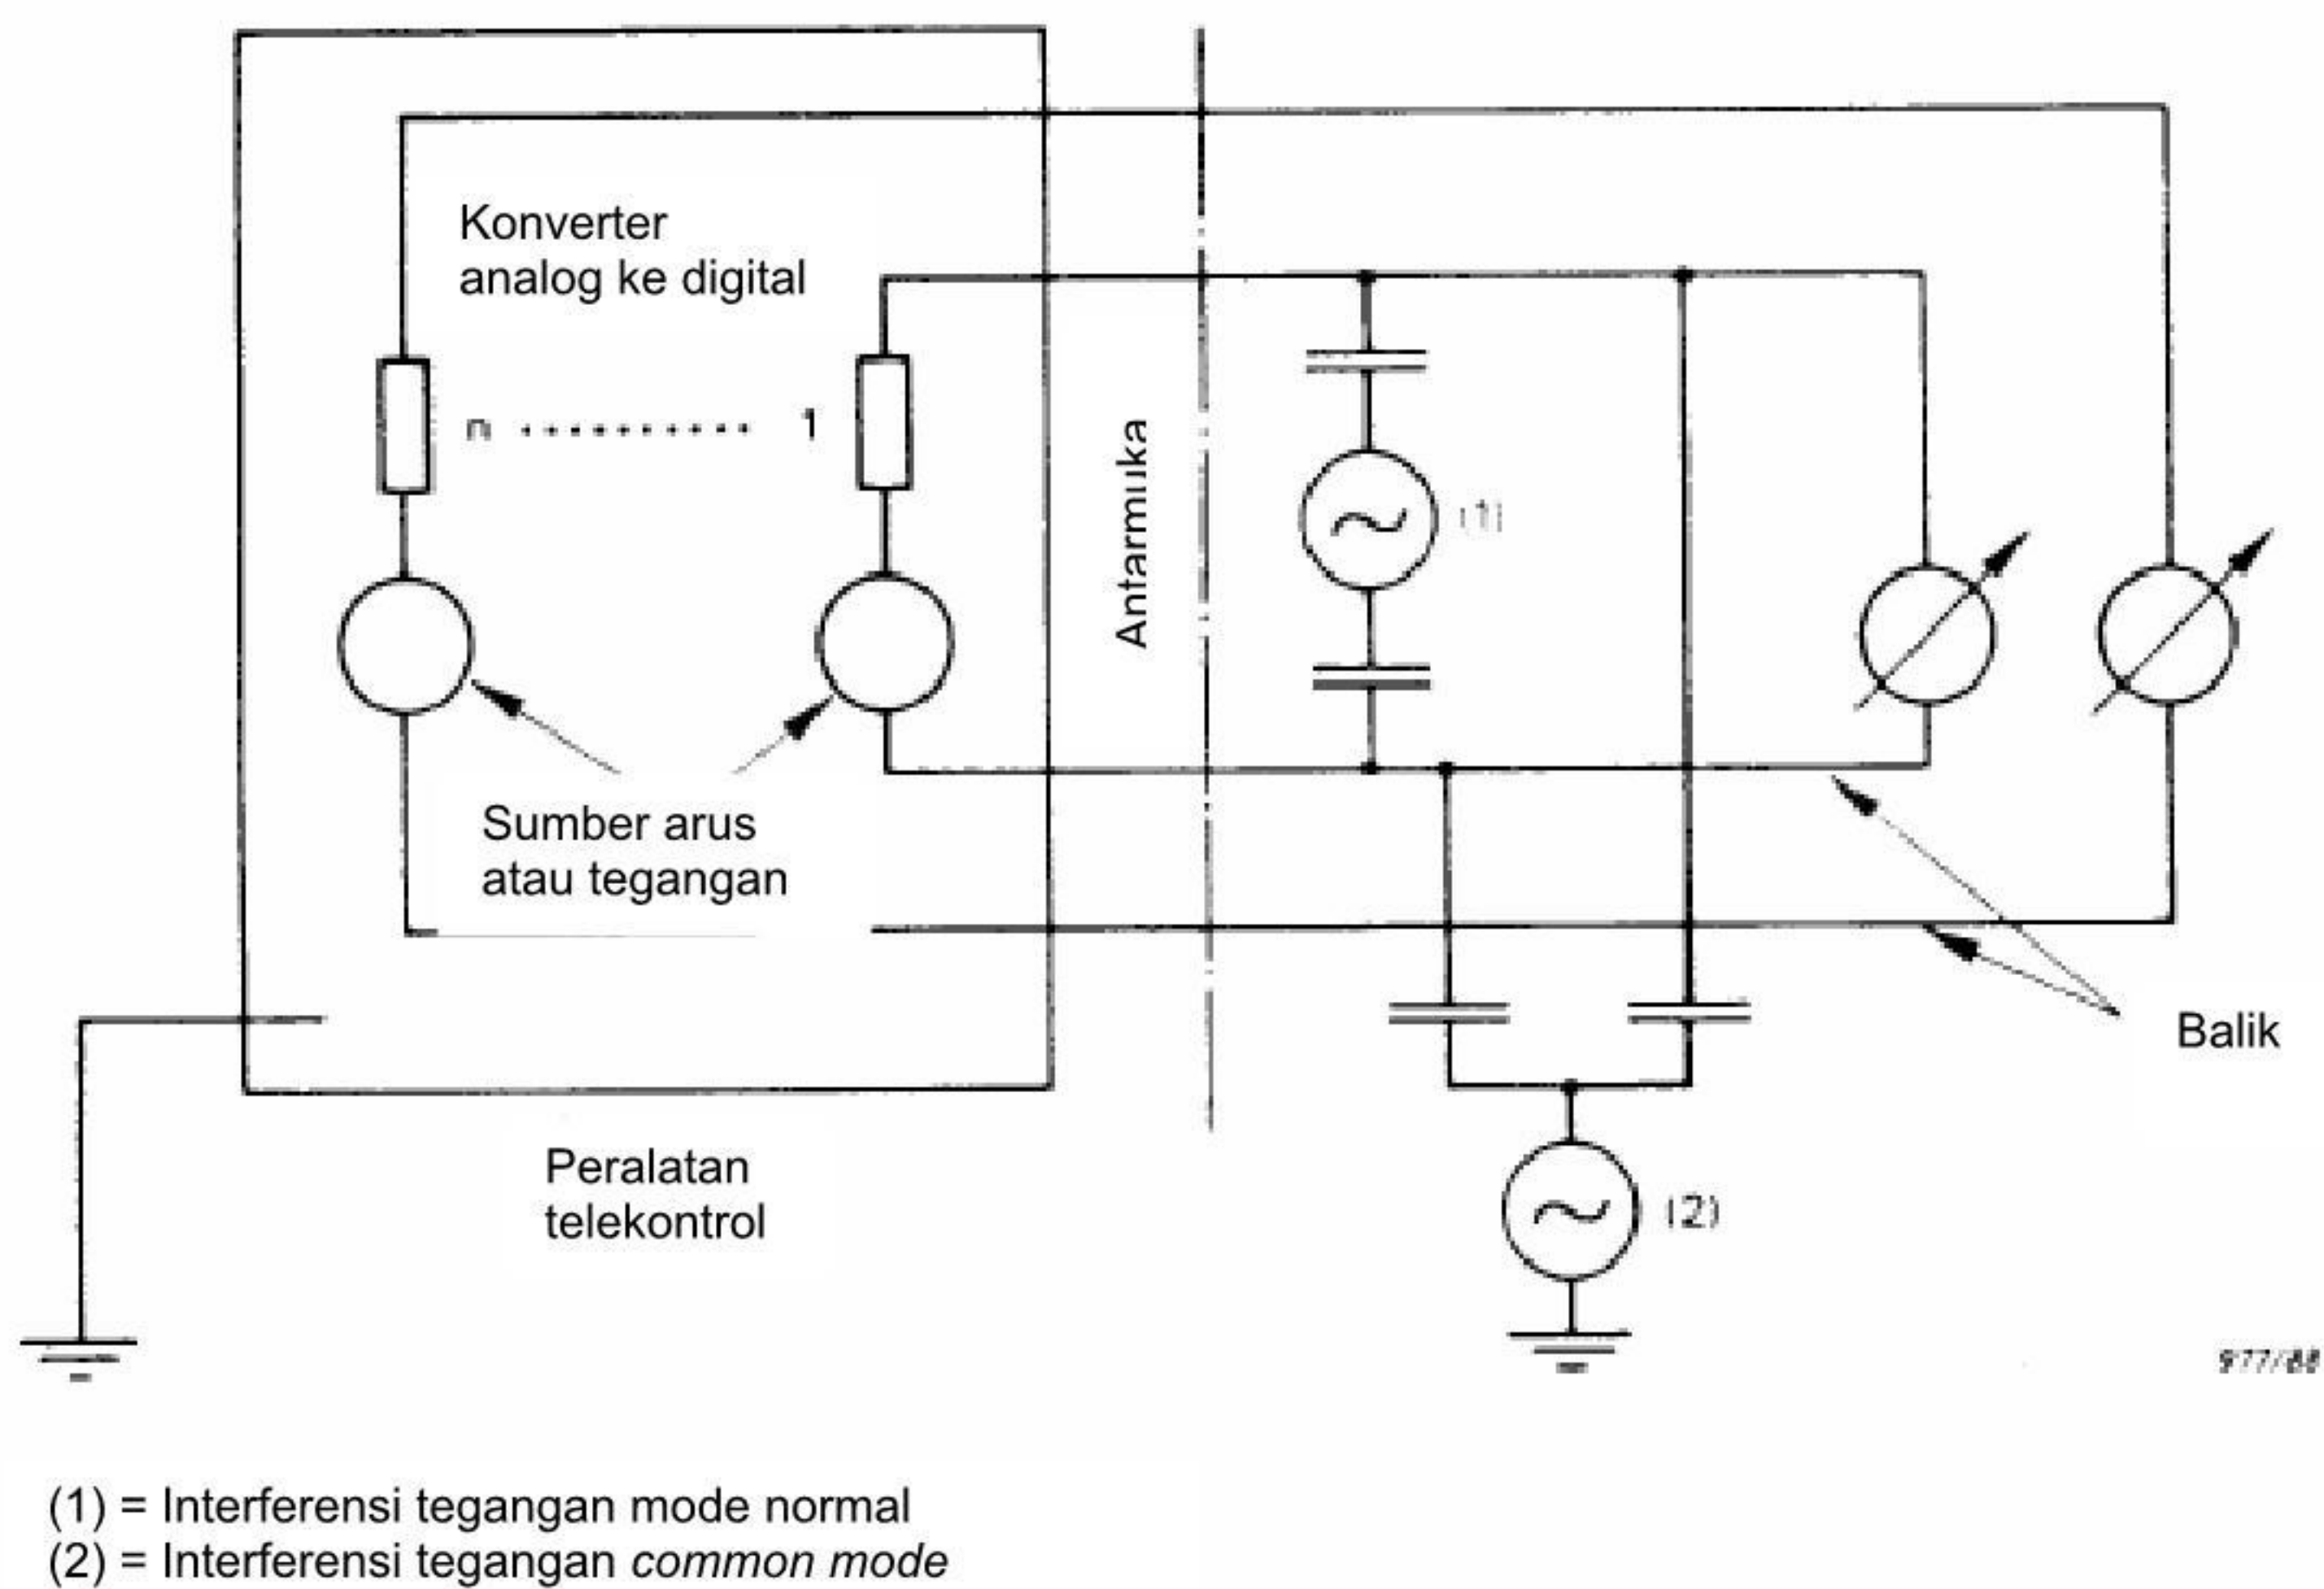 Konverter
analog ke digital
n .......... 1
Antarmuka
(1)
Sumber arus
atau tegangan
Balik
Peralatan
telekontrol
(2)
977/88
(1) = Interferensi tegangan mode normal
(2) = Interferensi tegangan common mode